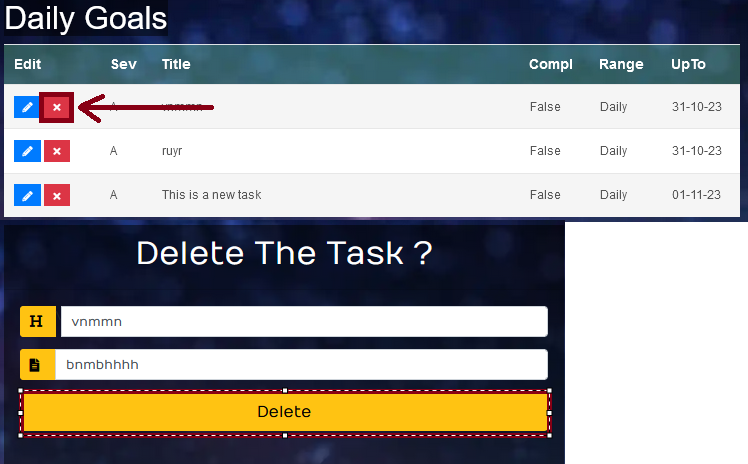 Daily Goals
Edit Sev Title Compl Range UpTo
A vnmmn False Daily 31-10-23
A ruyr False Daily 31-10-23
A This is a new task False Daily 01-11-23
Delete The Task ?
H vnmmn
bnmbhhhh
Delete